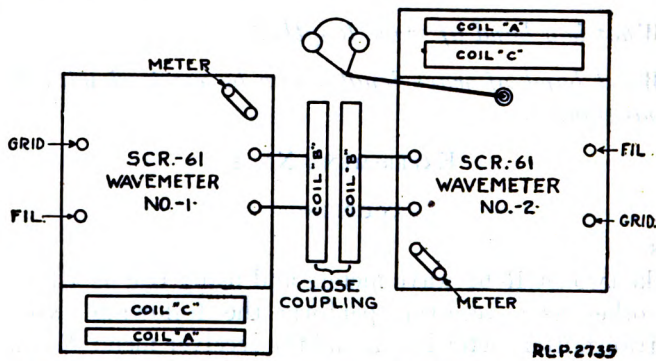 COIL "A"
COIL "C"
METER
GRID
SCR.-61
WAVEMETER
NO.-1-
FIL.
COIL "B"
COIL "B"
SCR.-61
WAVEMETER
NO.-2-
FIL
GRID.
CLOSE
COUPLING
METER
COIL "C"
COIL "A"
RL-P-2735